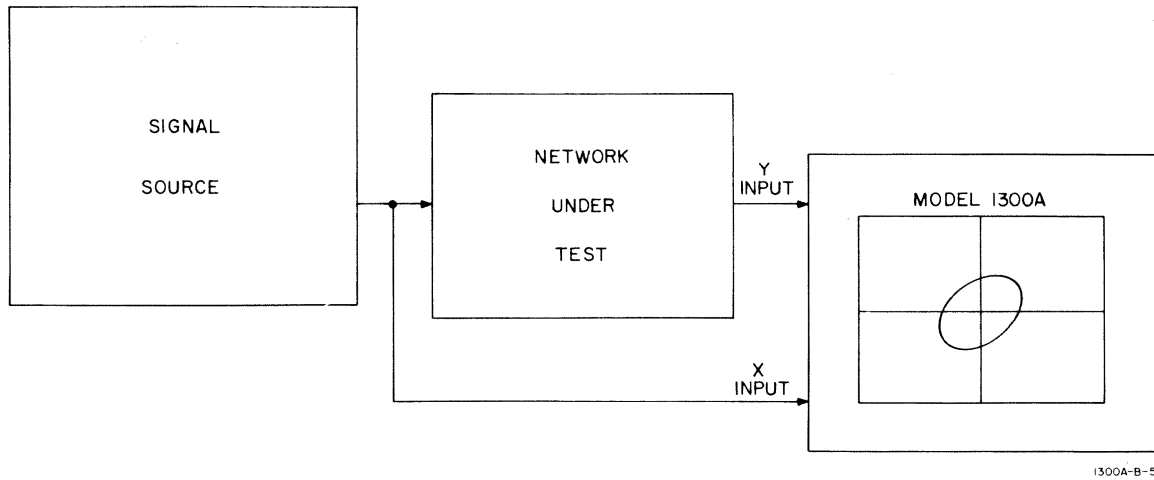 SIGNAL
SOURCE
NETWORK
UNDER
TEST
Y
INPUT
X
INPUT
MODEL 1300A
1300A-B-5